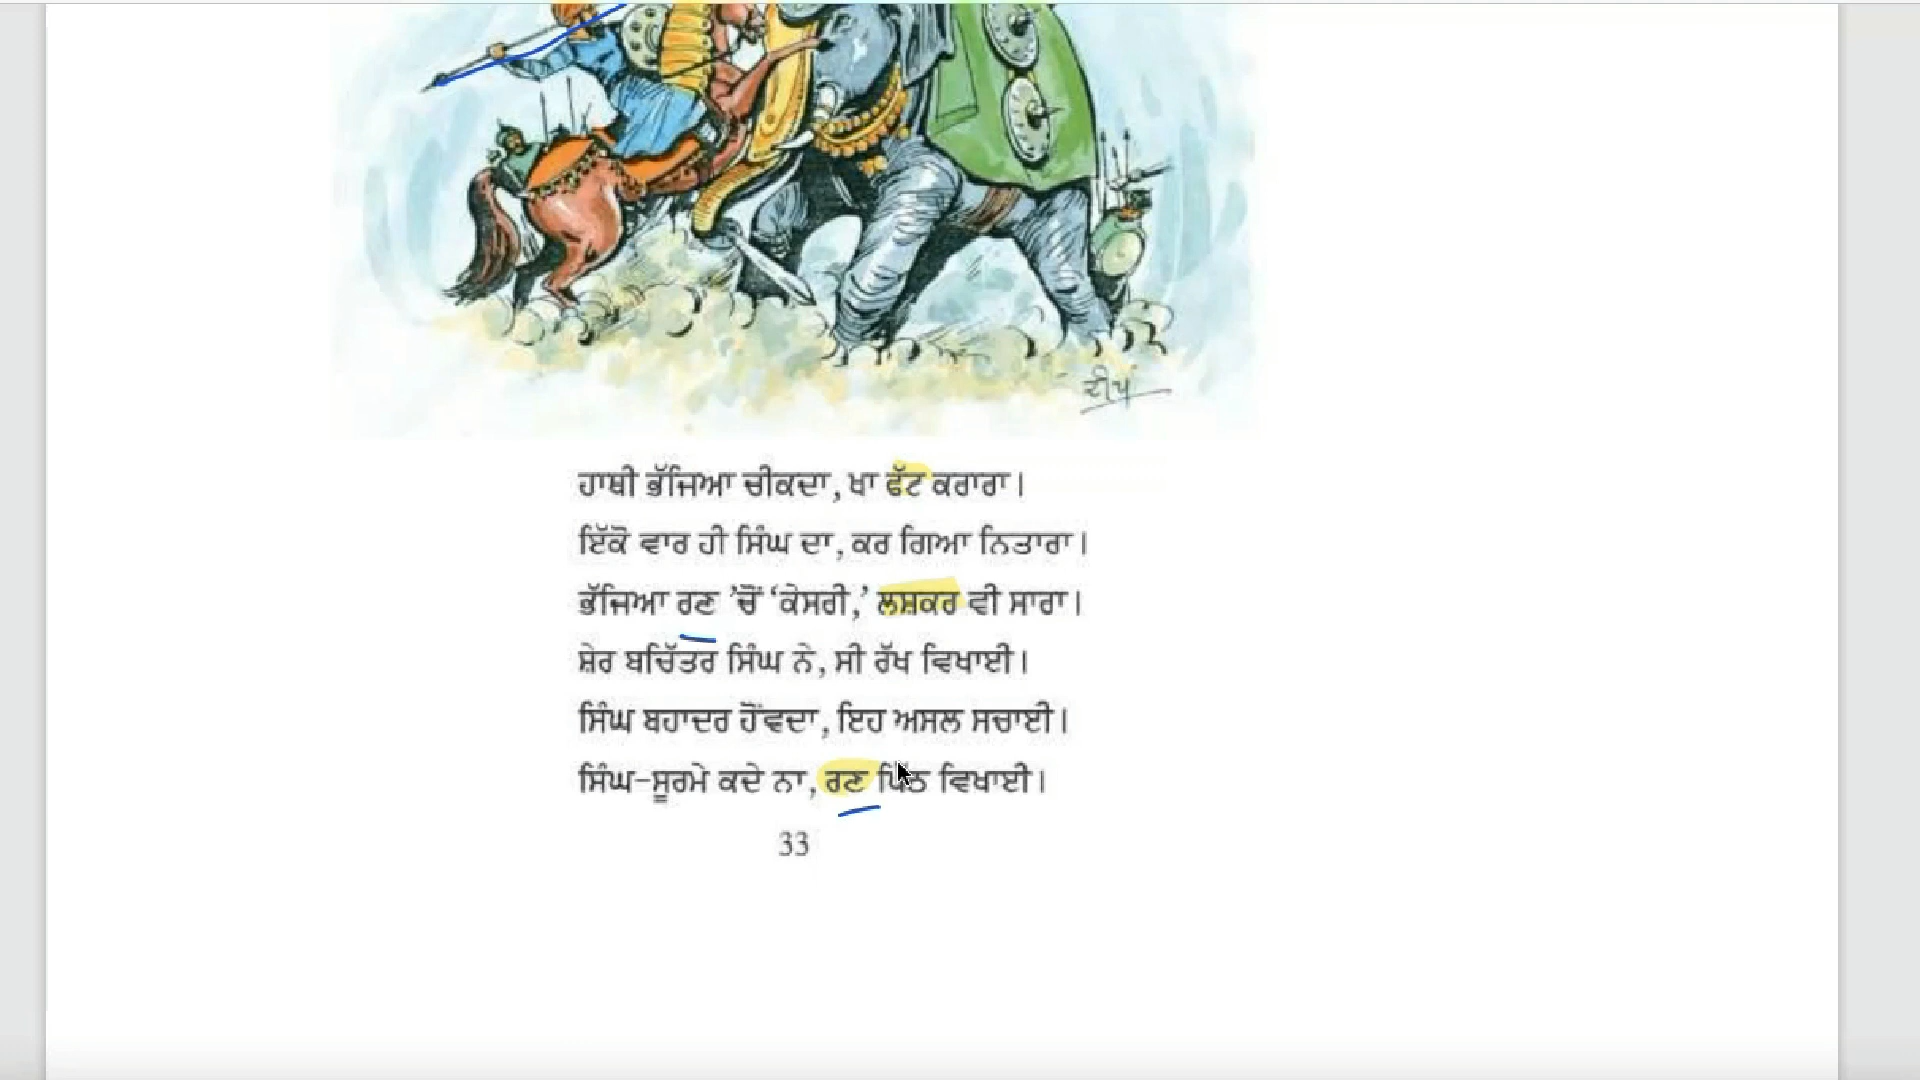 ਦੀਪ
ਹਾਥੀ ਭੱਜਿਆ ਚੀਕਦਾ, ਖਾ ਫੱਟ ਕਰਾਰਾ।
ਇੱਕੋ ਵਾਰ ਹੀ ਸਿੰਘ ਦਾ, ਕਰ ਗਿਆ ਨਿਤਾਰਾ।
ਭੱਜਿਆ ਰਣ ’ਚੋਂ ‘ਕੇਸਰੀ,’ ਲਸ਼ਕਰ ਵੀ ਸਾਰਾ।
ਸ਼ੇਰ ਬਚਿੱਤਰ ਸਿੰਘ ਨੇ, ਸੀ ਰੱਖ ਵਿਖਾਈ।
ਸਿੰਘ ਬਹਾਦਰ ਹੋਂਵਦਾ, ਇਹ ਅਸਲ ਸਚਾਈ।
ਸਿੰਘ-ਸੂਰਮੇ ਕਦੇ ਨਾ, ਰਣ ਪਿੱਠ ਵਿਖਾਈ।
33